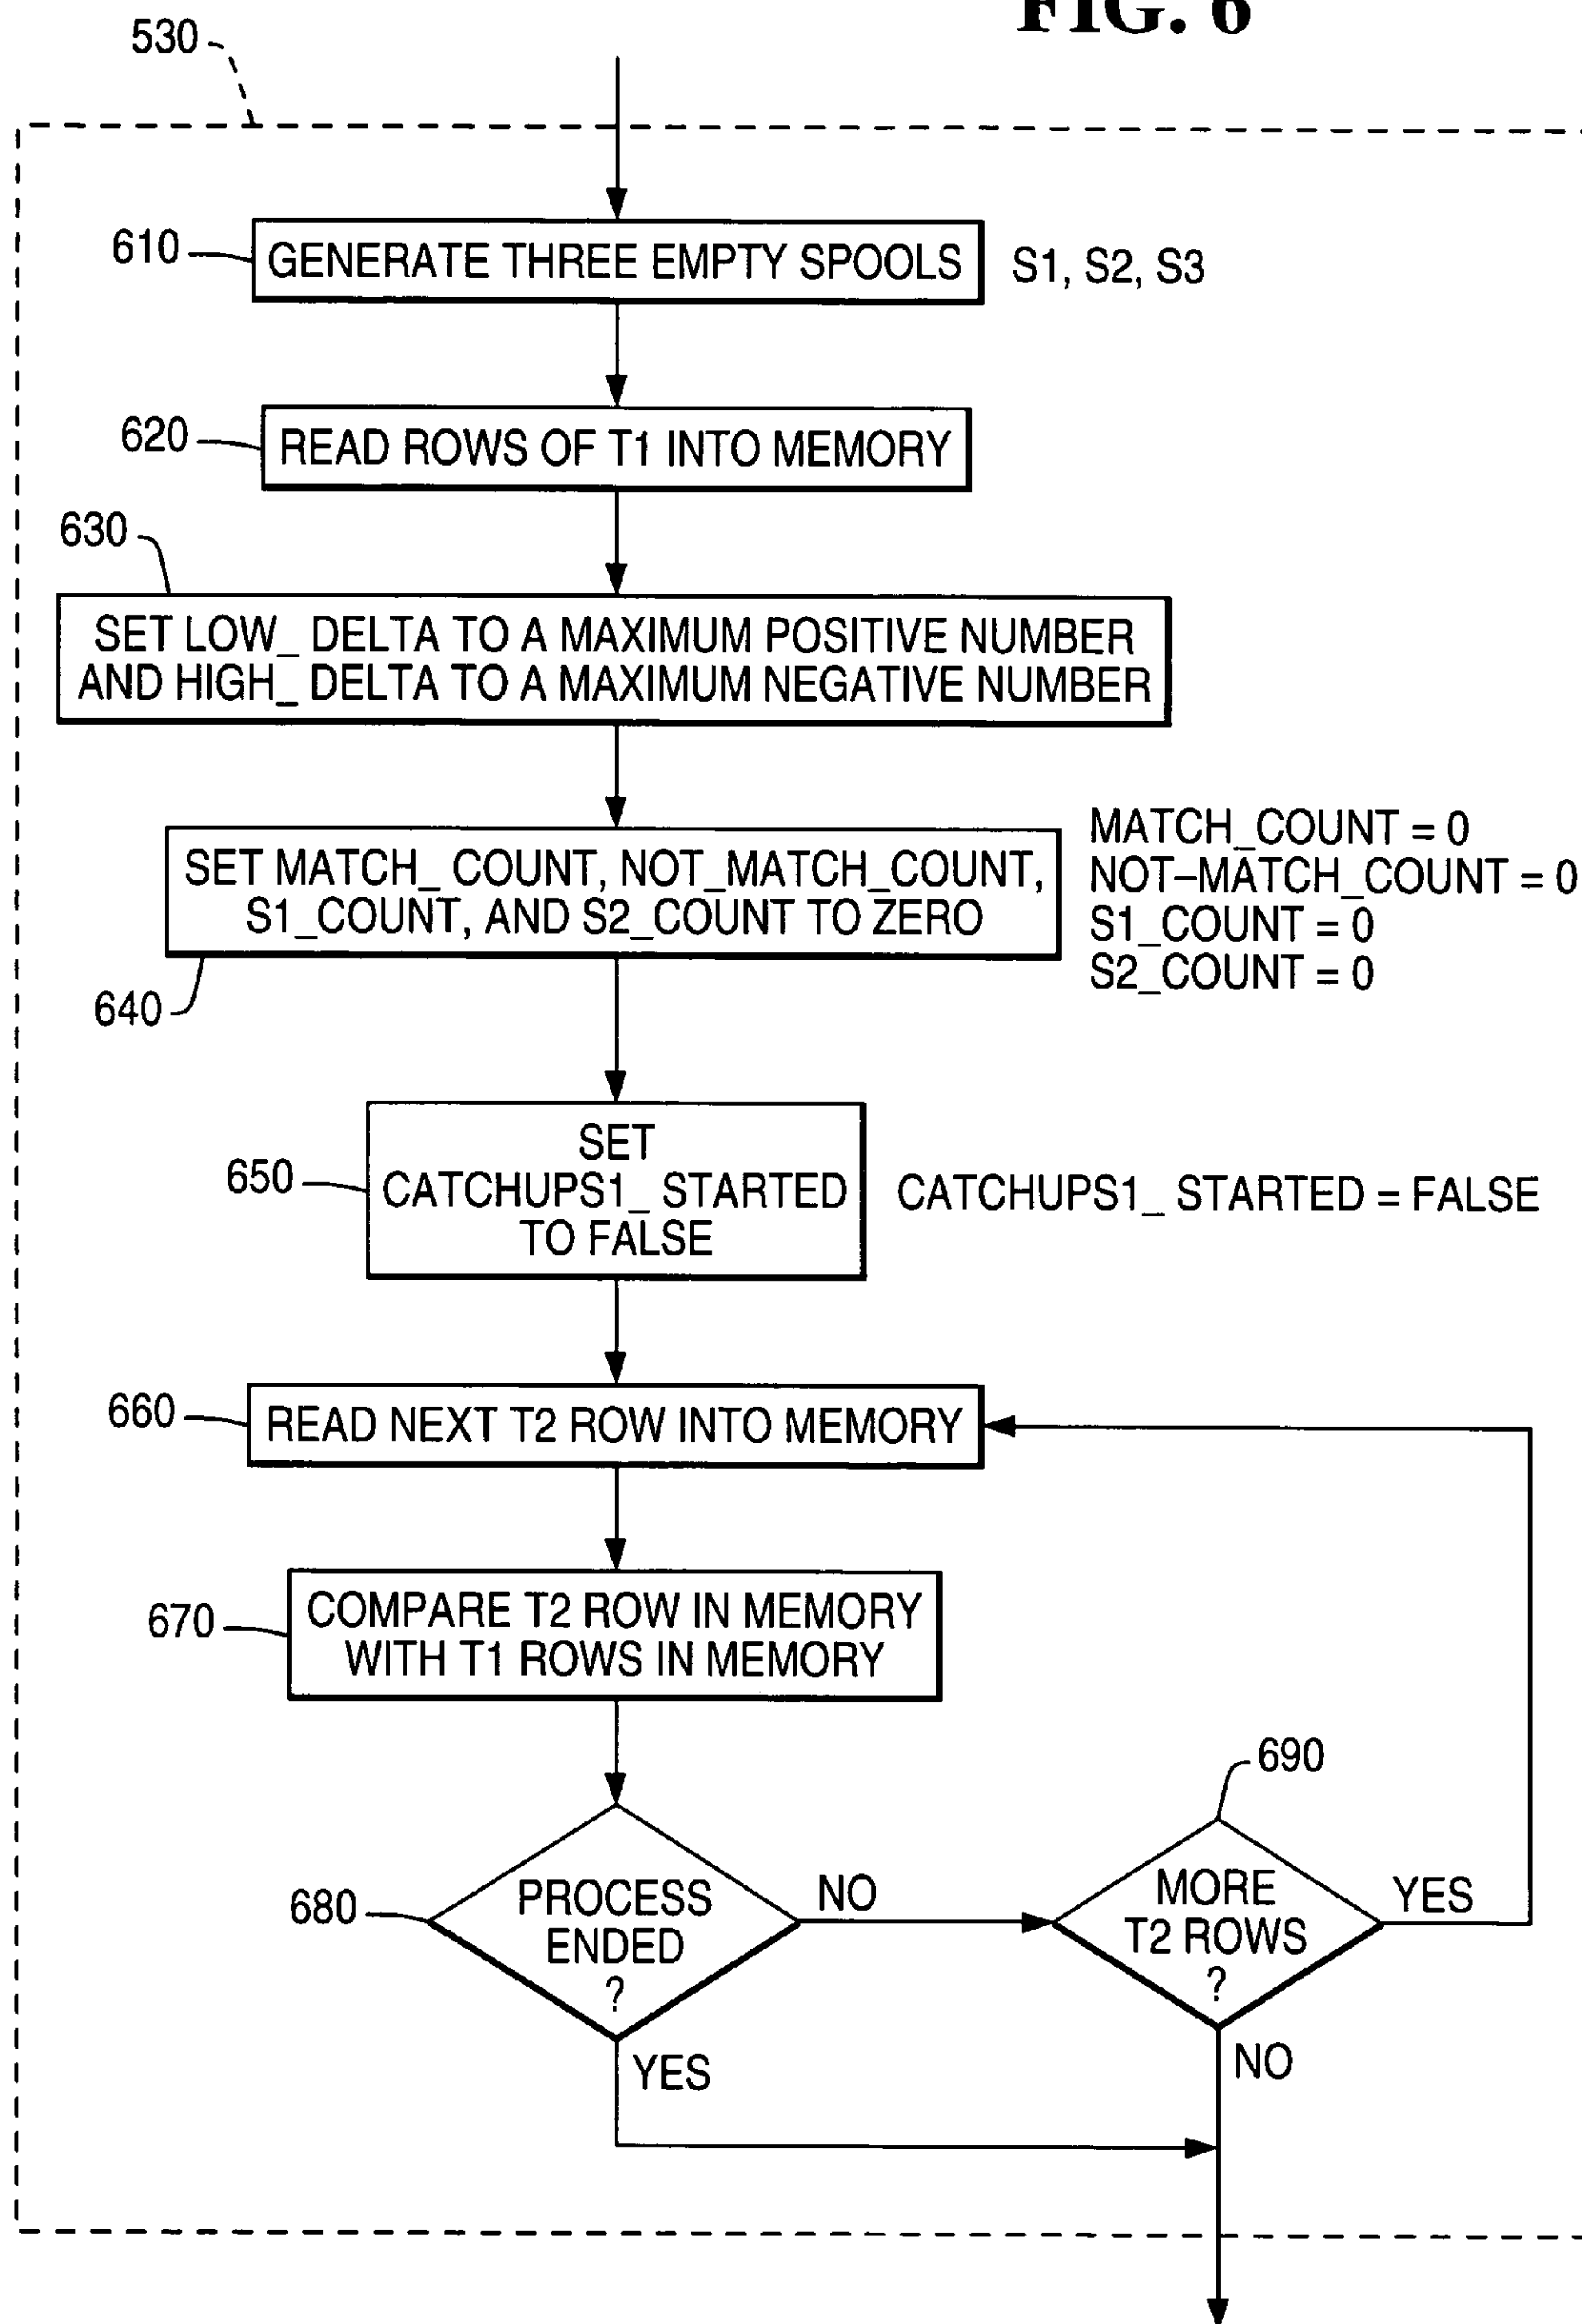 FIG. 6
530
610
GENERATE THREE EMPTY SPOOLS
S1, S2, S3
620
READ ROWS OF T1 INTO MEMORY
630
SET LOW_ DELTA TO A MAXIMUM POSITIVE NUMBER
AND HIGH_ DELTA TO A MAXIMUM NEGATIVE NUMBER
SET MATCH_ COUNT, NOT_MATCH_COUNT,
S1_COUNT, AND S2_COUNT TO ZERO
MATCH_COUNT = 0
NOT–MATCH_COUNT = 0
S1_COUNT = 0
S2_COUNT = 0
640
650
SET
CATCHUPS1_ STARTED
TO FALSE
CATCHUPS1_ STARTED = FALSE
660
READ NEXT T2 ROW INTO MEMORY
670
COMPARE T2 ROW IN MEMORY
WITH T1 ROWS IN MEMORY
680
PROCESS
ENDED
?
NO
YES
690
MORE
T2 ROWS
?
YES
NO